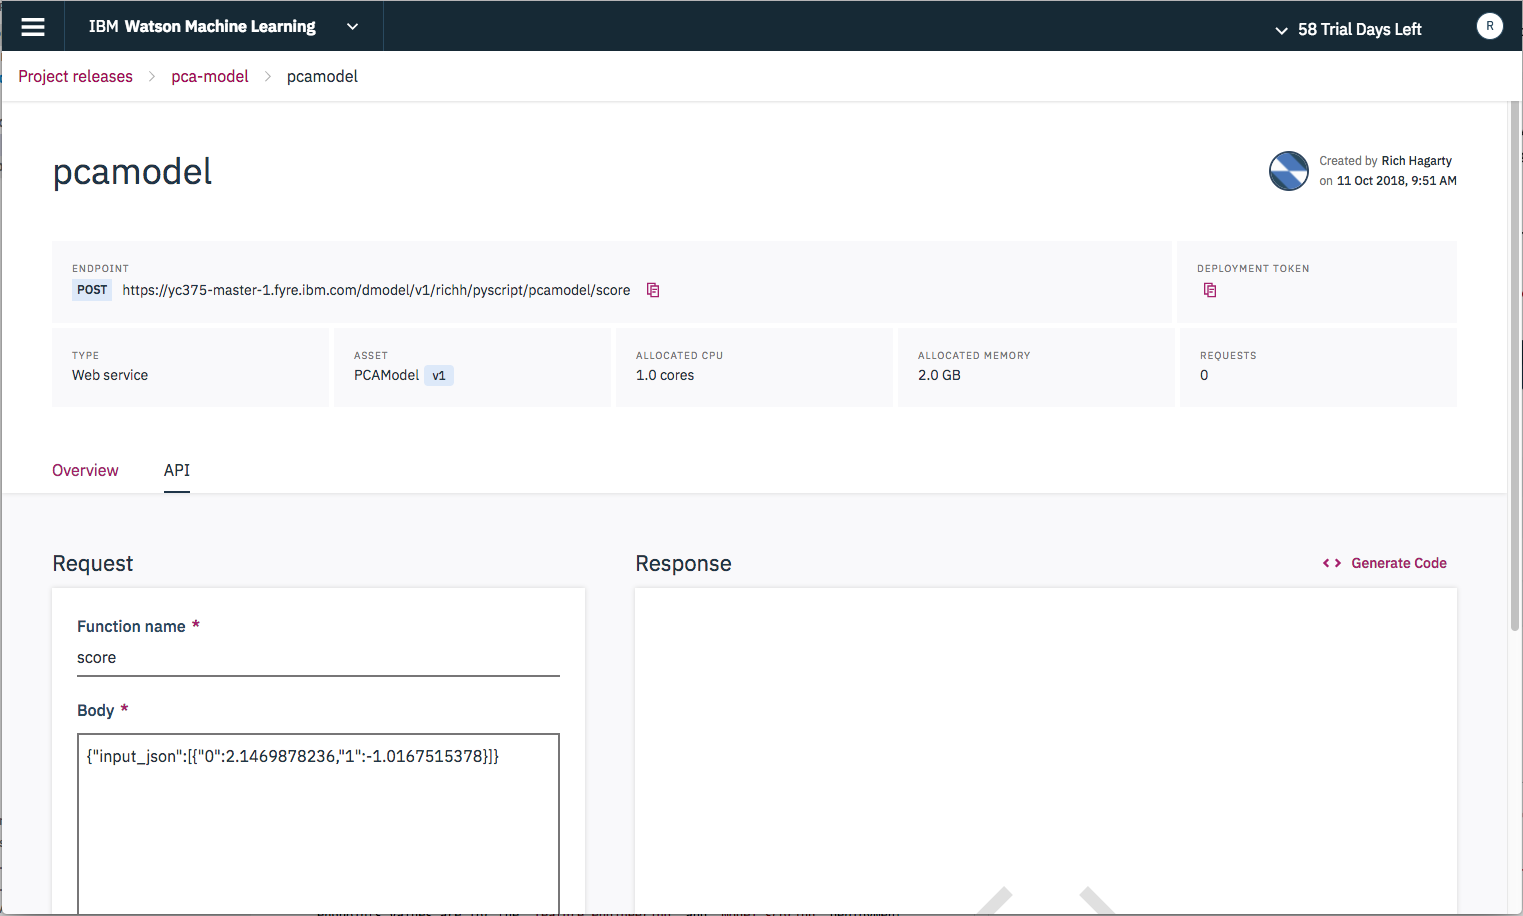 IBM Watson Machine Learning
58 Trial Days Left
R
Project releases > pca-model > pcamodel
pcamodel
Created by Rich Hagarty
on 11 Oct 2018, 9:51 AM
ENDPOINT
POST https://yc375-master-1.fyre.ibm.com/dmodel/v1/richh/pyscript/pcamodel/score
DEPLOYMENT TOKEN
TYPE
Web service
ASSET
PCAModel v1
ALLOCATED CPU
1.0 cores
ALLOCATED MEMORY
2.0 GB
REQUESTS
0
Overview
API
Request
Function name *
score
Body *
{"input_json":[{"0":2.1469878236,"1":-1.0167515378}]}
Response
<> Generate Code